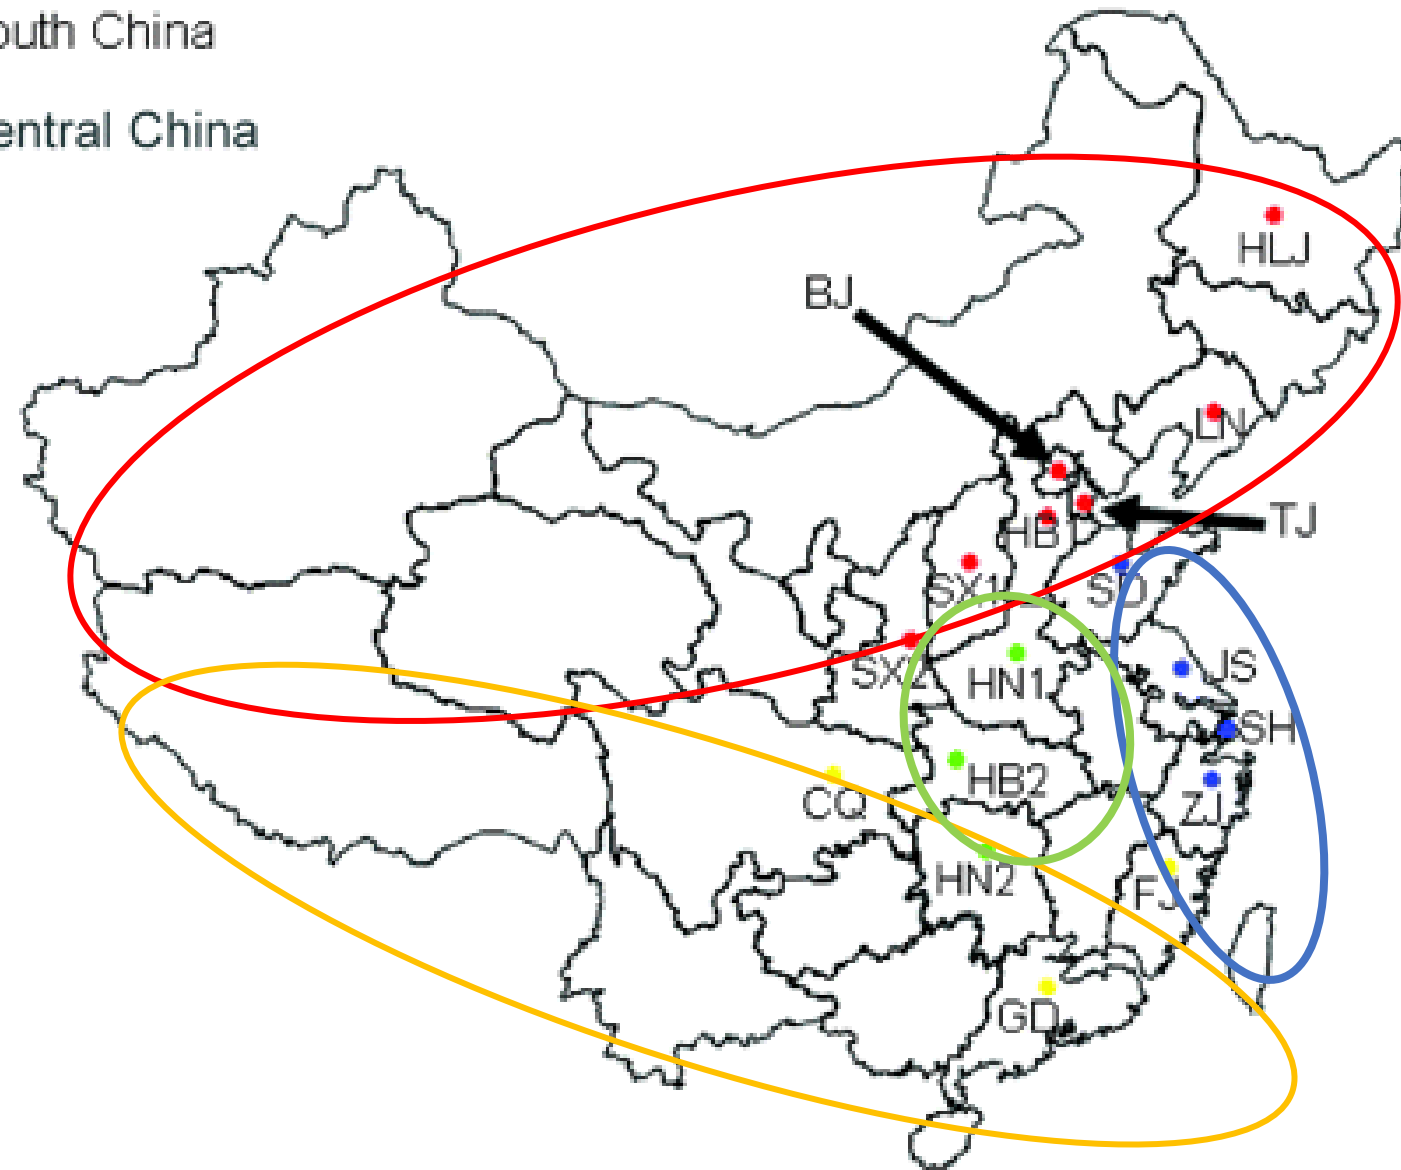 outh China
entral China
HLJ
BJ
LN
HB1
TJ
SX1
SD
SX2
HN1
JS
SH
HB2
CQ
ZJ
HN2
FJ
GD